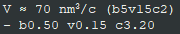 V ≈ 70 nm³/c (b5v15c2)
- b0.50 v0.15 c3.20